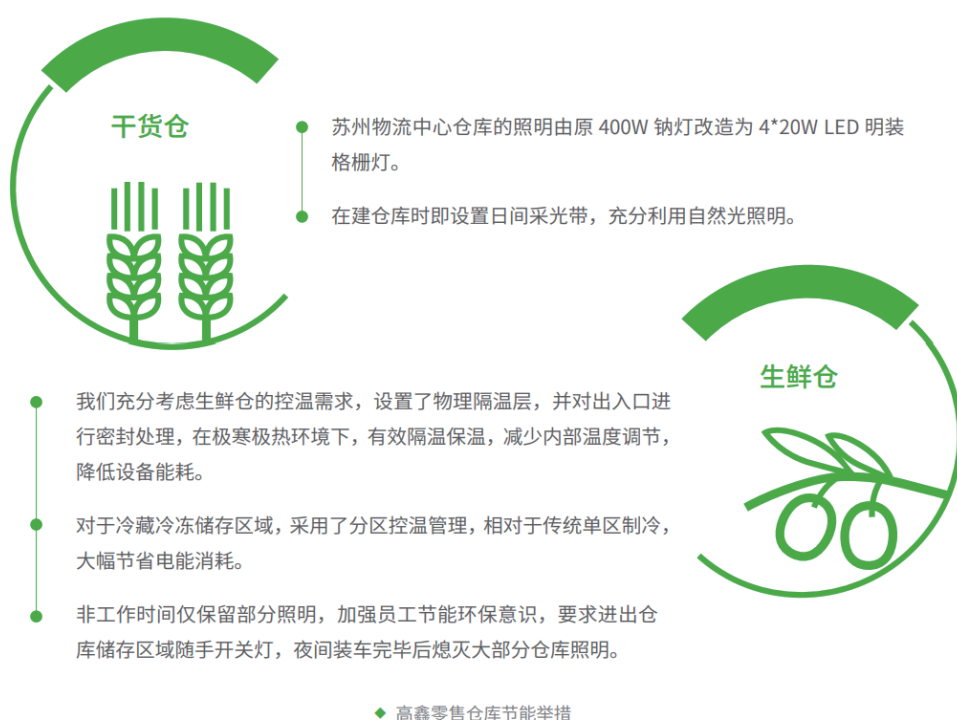 干货仓
苏州物流中心仓库的照明由原 400W 钠灯改造为 4*20W LED 明装
格栅灯。
在建仓库时即设置日间采光带，充分利用自然光照明。
生鲜仓
我们充分考虑生鲜仓的控温需求，设置了物理隔温层，并对出入口进
行密封处理，在极寒极热环境下，有效隔温保温，减少内部温度调节，
降低设备能耗。
对于冷藏冷冻储存区域，采用了分区控温管理，相对于传统单区制冷，
大幅节省电能消耗。
非工作时间仅保留部分照明，加强员工节能环保意识，要求进出仓
库储存区域随手开关灯，夜间装车完毕后熄灭大部分仓库照明。
◆ 高鑫零售仓库节能举措